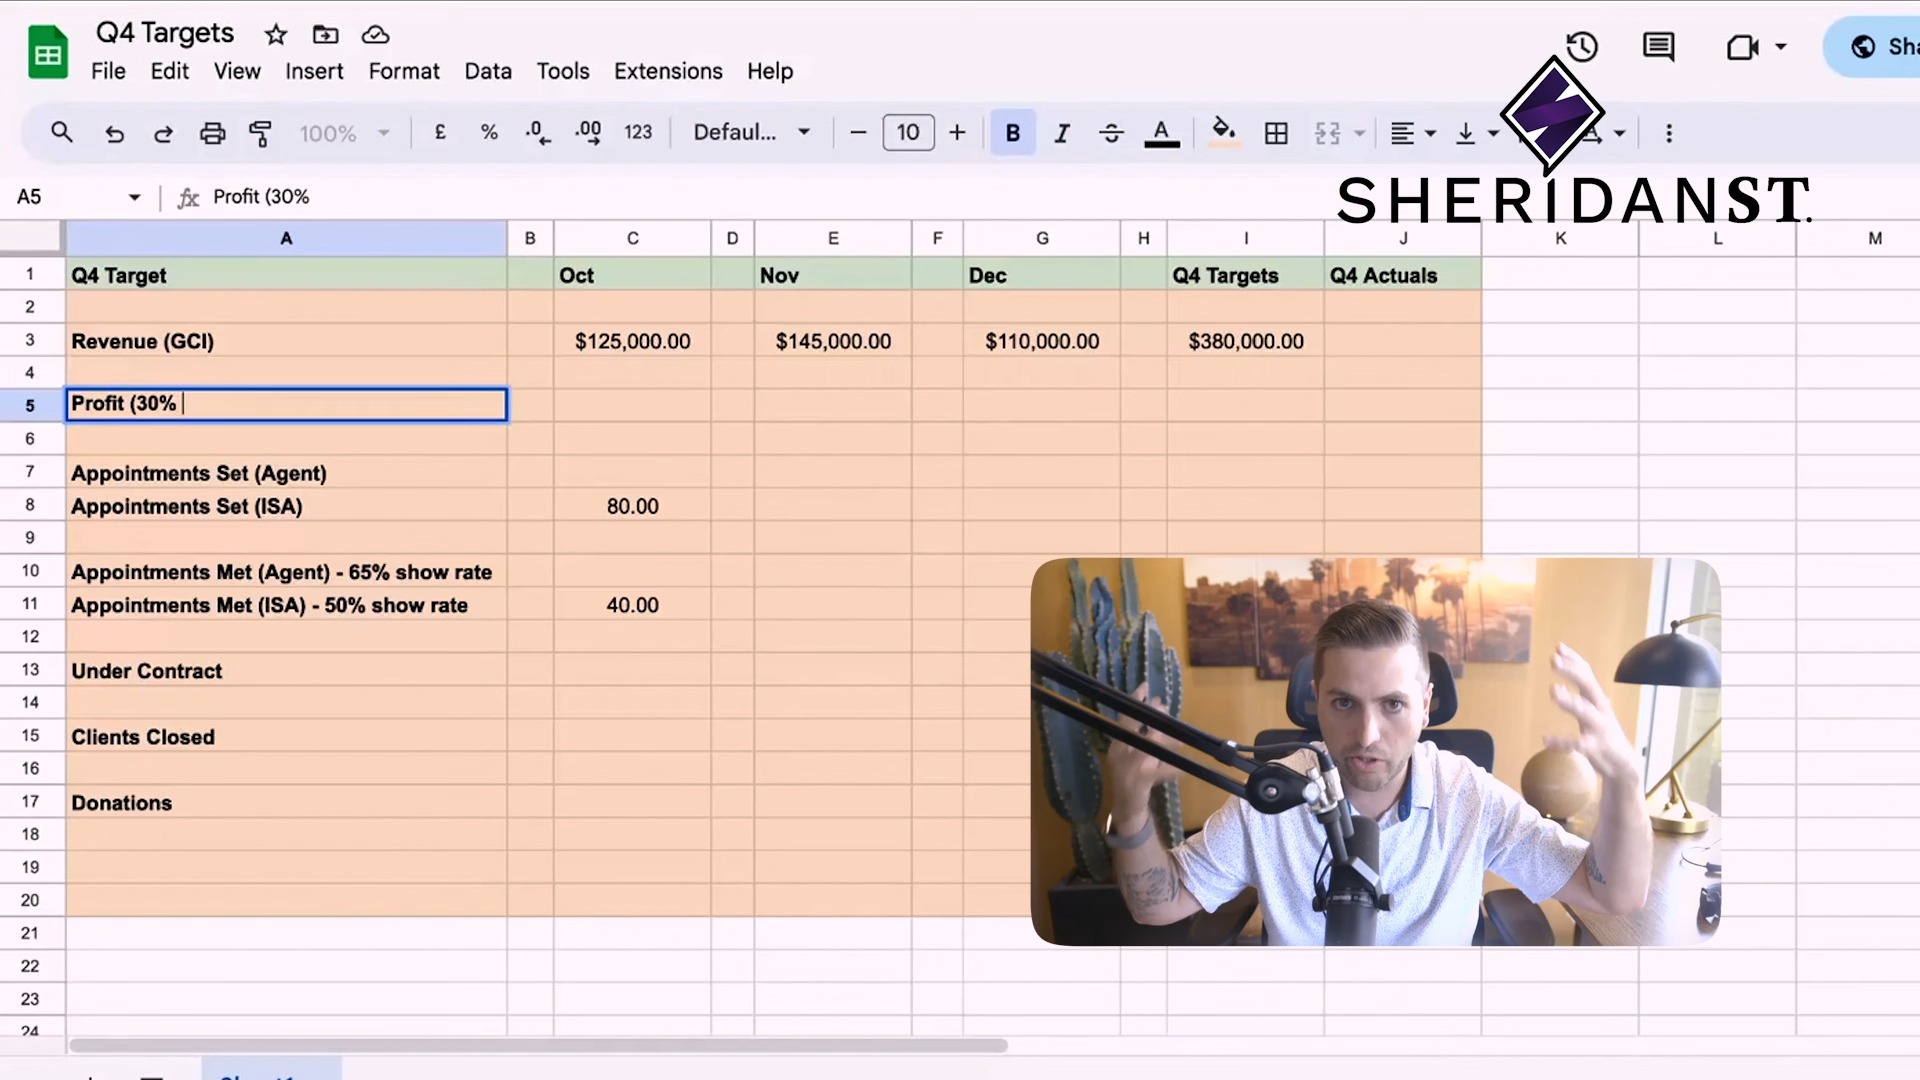 Q4 Targets
File Edit View Insert Format Data Tools Extensions Help
Sha
100% £ % .0 .00 123 Defaul... 10 B I A
SHERIDANST.
A5 fx Profit (30%
A B C D E F G H I J K L M
1 Q4 Target Oct Nov Dec Q4 Targets Q4 Actuals
2
3 Revenue (GCI) $125,000.00 $145,000.00 $110,000.00 $380,000.00
4
5 Profit (30%
6
7 Appointments Set (Agent)
8 Appointments Set (ISA) 80.00
9
10 Appointments Met (Agent) - 65% show rate
11 Appointments Met (ISA) - 50% show rate 40.00
12
13 Under Contract
14
15 Clients Closed
16
17 Donations
18
19
20
21
22
23
24